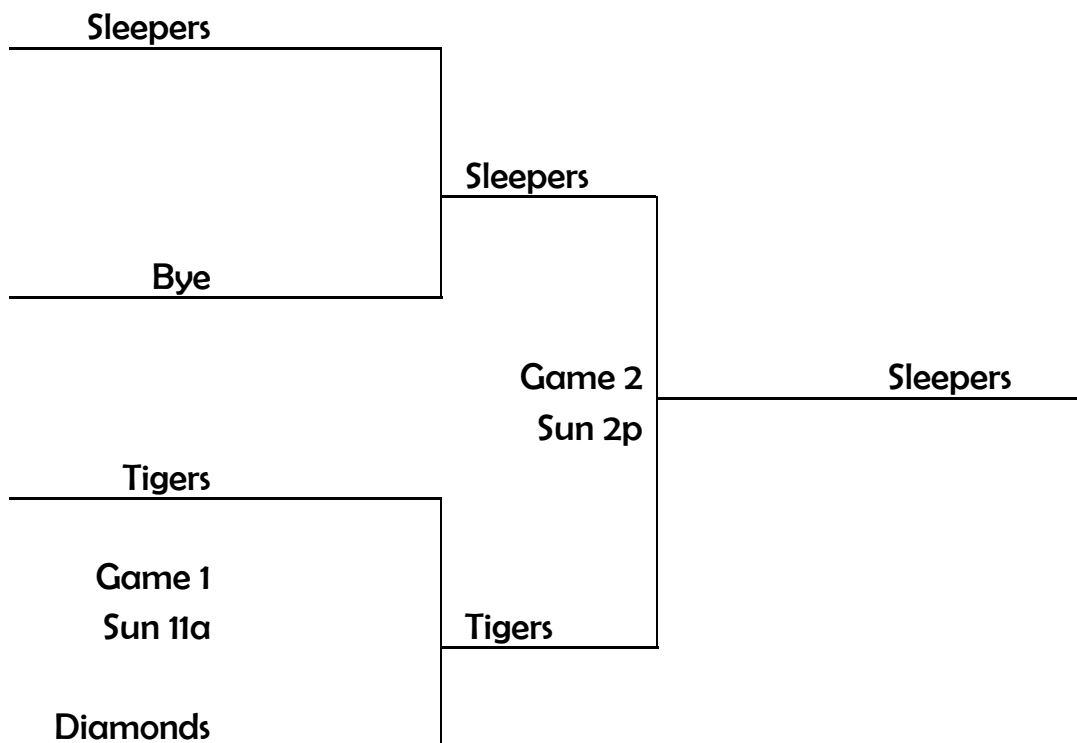 Sleepers
Sleepers
Bye
Game 2
Sleepers
Sun 2p
Tigers
Game 1
Sun 11a
Tigers
Diamonds